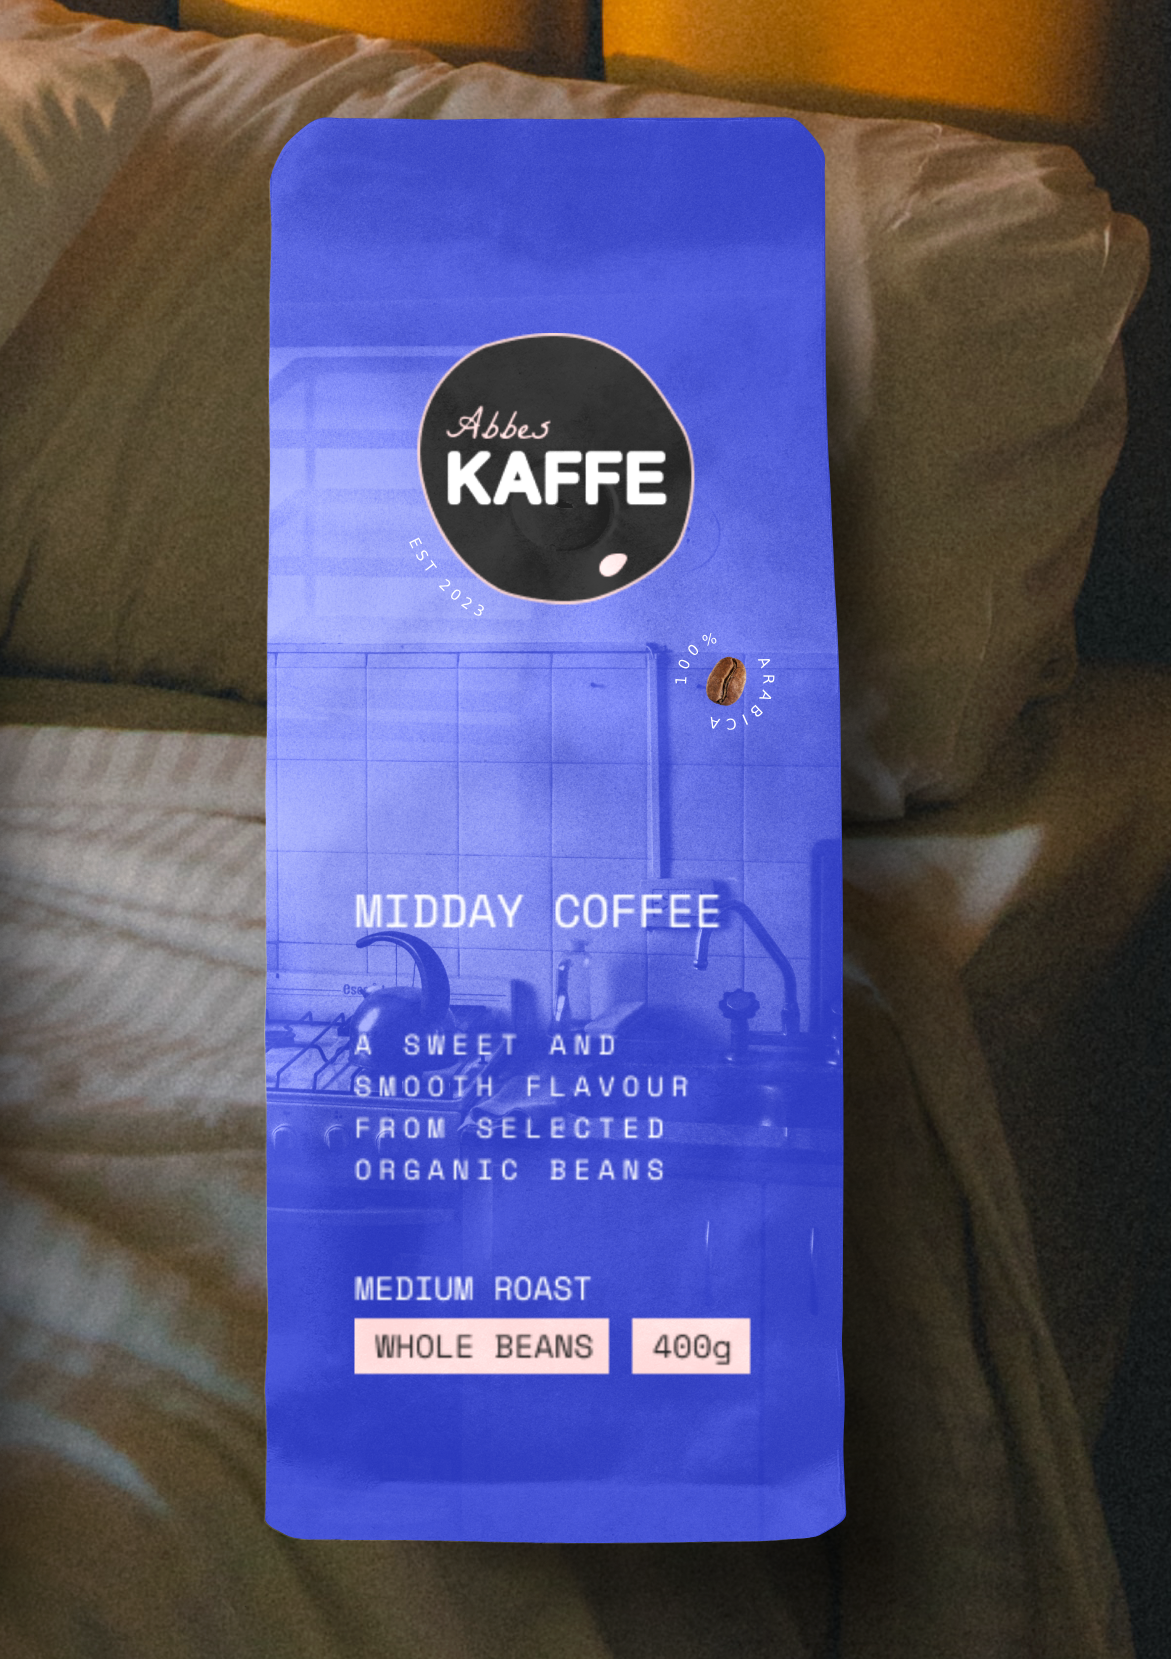 Abbes
KAFFE
EST 2023
100% ARABICA
MIDDAY COFFEE
A SWEET AND
SMOOTH FLAVOUR
FROM SELECTED
ORGANIC BEANS
MEDIUM ROAST
WHOLE BEANS 400g